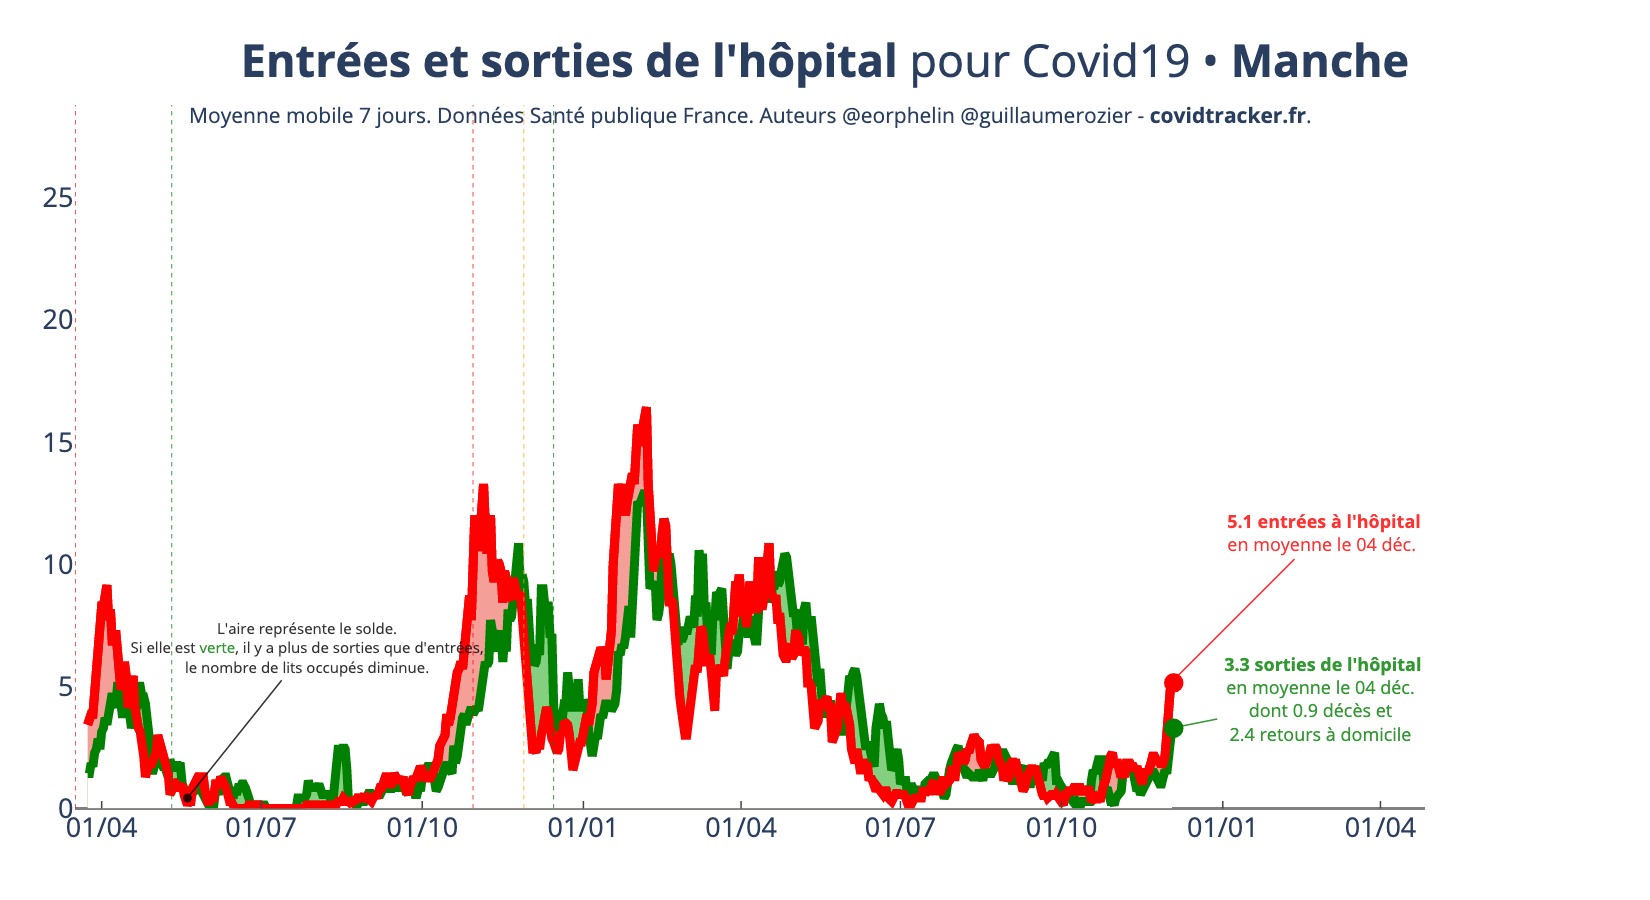 Entrées et sorties de l'hôpital pour Covid19 • Manche
Moyenne mobile 7 jours. Données Santé publique France. Auteurs @eorphelin @guillaumerozier - covidtracker.fr.
25
20
15
10
5
0
L'aire représente le solde.
Si elle est verte, il y a plus de sorties que d'entrées,
le nombre de lits occupés diminue.
5.1 entrées à l'hôpital
en moyenne le 04 déc.
3.3 sorties de l'hôpital
en moyenne le 04 déc.
dont 0.9 décès et
2.4 retours à domicile
01/04 01/07 01/10 01/01 01/04 01/07 01/10 01/01 01/04